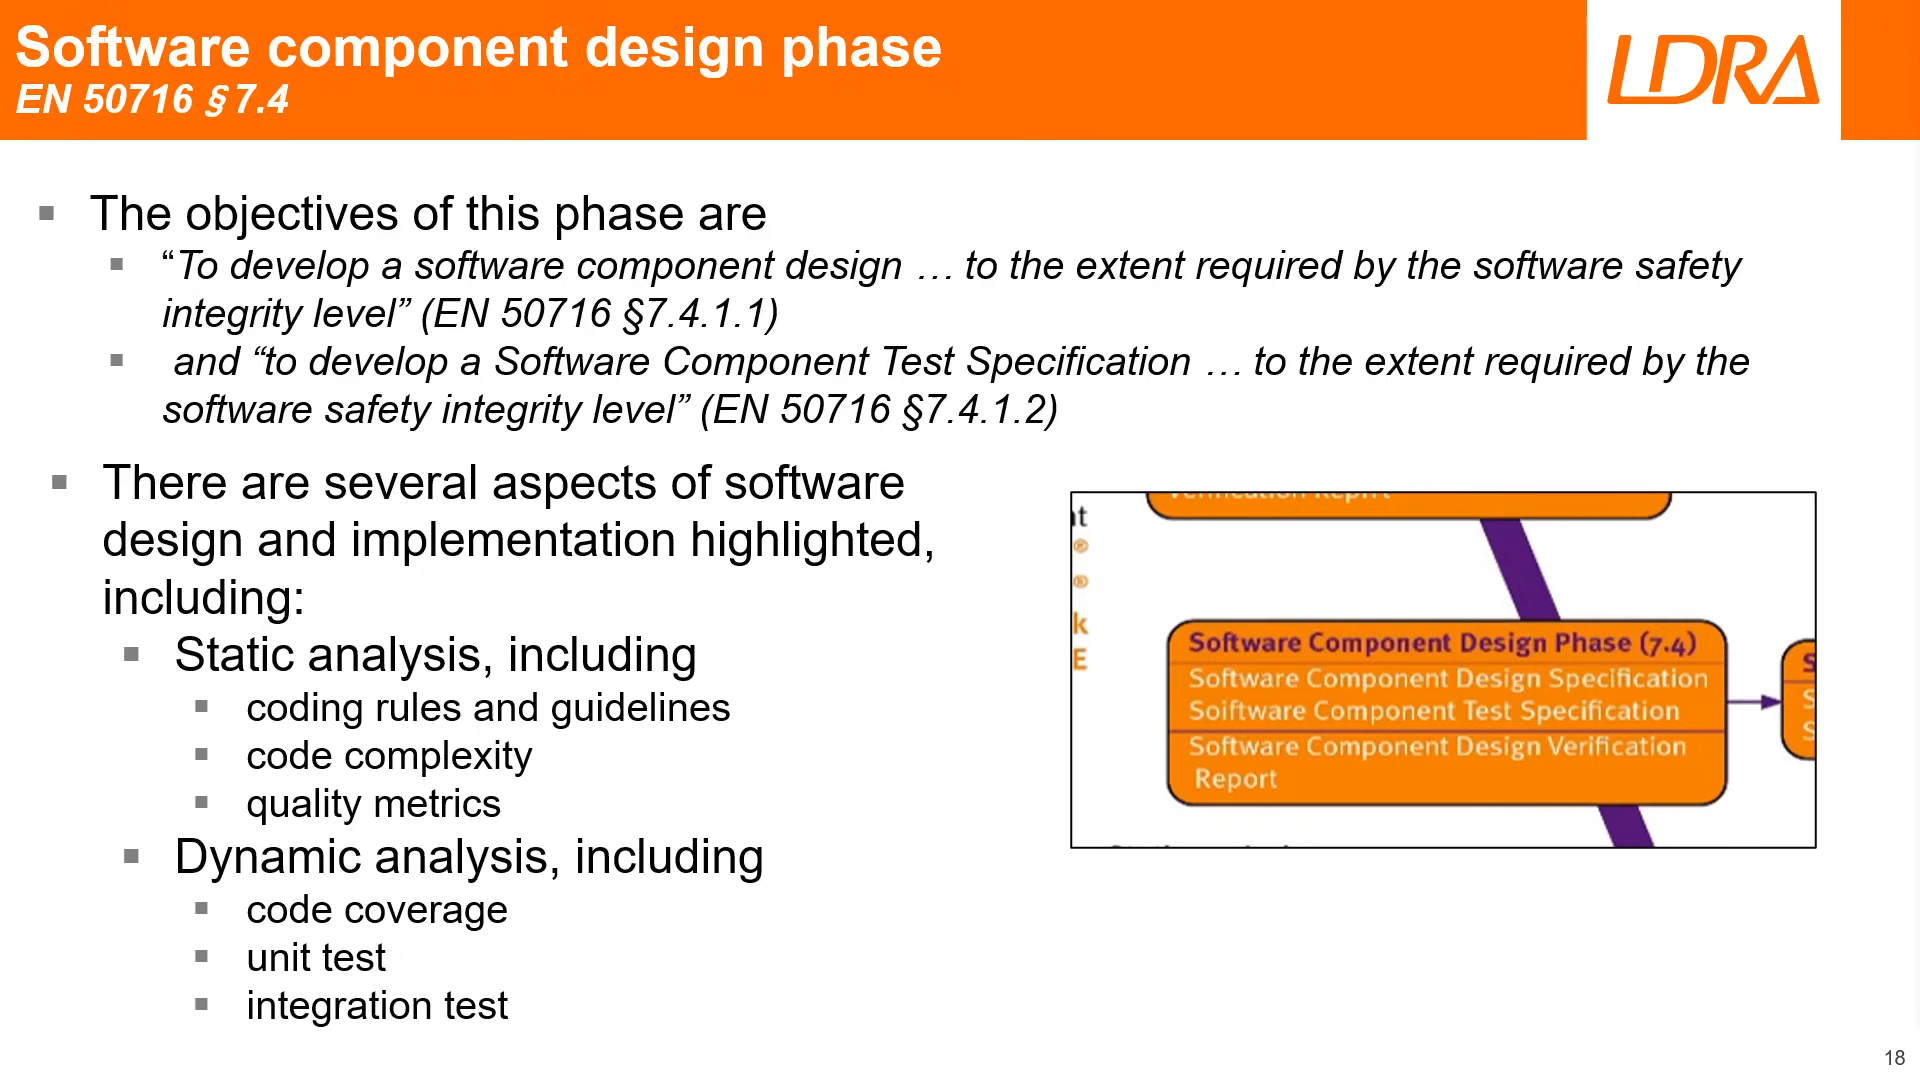 Software component design phase
EN 50716 §7.4
LDRA
The objectives of this phase are
“To develop a software component design … to the extent required by the software safety
integrity level” (EN 50716 §7.4.1.1)
and “to develop a Software Component Test Specification … to the extent required by the
software safety integrity level” (EN 50716 §7.4.1.2)
There are several aspects of software
design and implementation highlighted,
including:
Static analysis, including
coding rules and guidelines
code complexity
quality metrics
Dynamic analysis, including
code coverage
unit test
integration test
Verification Report
t
®
®
k
E
Software Component Design Phase (7.4)
Software Component Design Specification
Soiftware Component Test Specification
Software Component Design Verification
Report
S
S
S
18